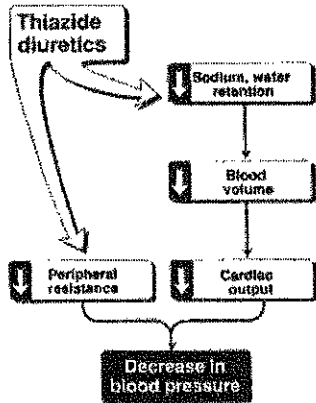 Thiazide
diuretics
Sodium, water
retention
Blood
volume
Peripheral
resistance
Cardiac
output
Decrease in
blood pressure